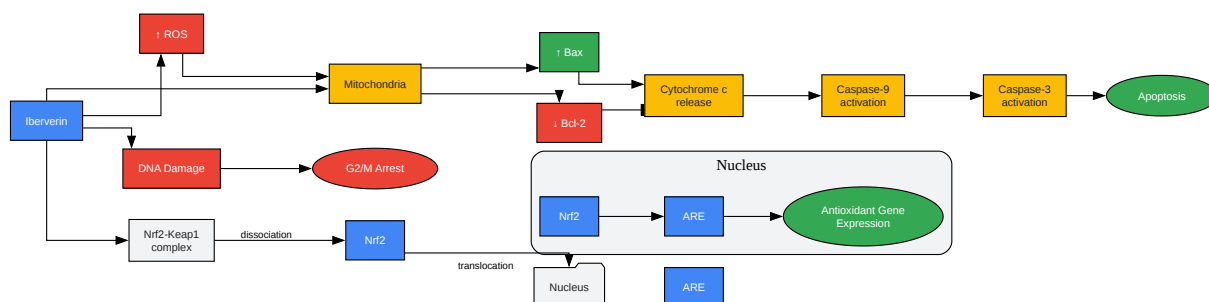 ↑ ROS
↑ Bax
Mitochondria
Cytochrome c
release
Caspase-9
activation
Caspase-3
activation
Apoptosis
Iberverin
↓ Bcl-2
DNA Damage
G2/M Arrest
Nucleus
Nrf2
ARE
Antioxidant Gene
Expression
Nrf2-Keap1
complex
dissociation
Nrf2
translocation
Nucleus
ARE